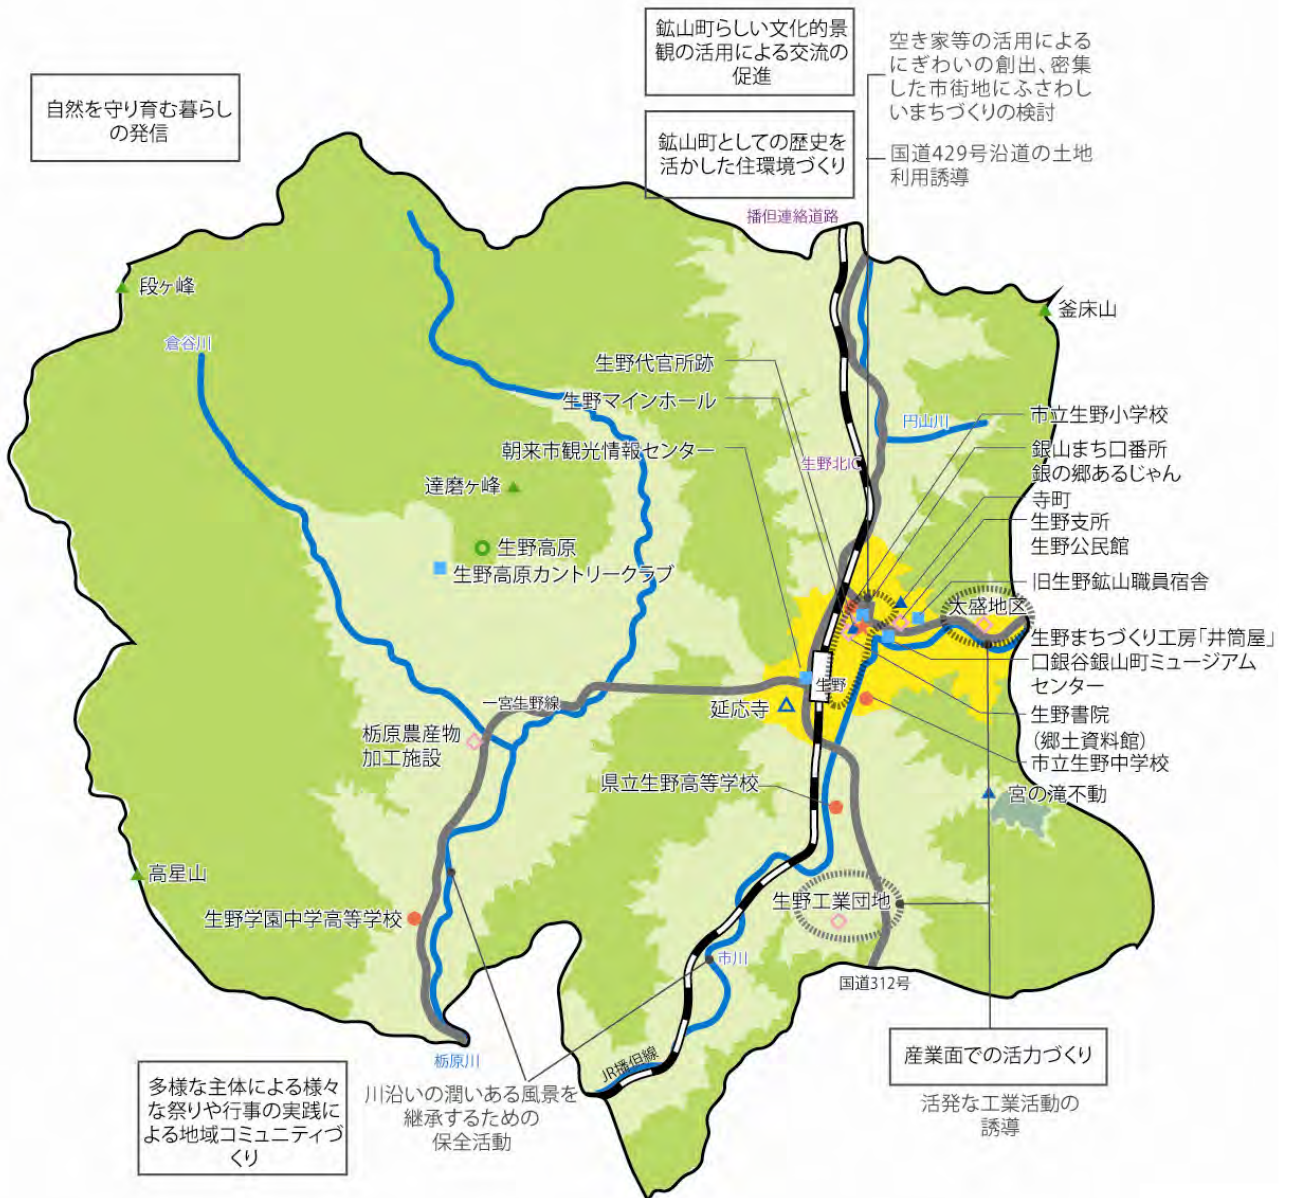 鉱山町らしい文化的景
観の活用による交流の
促進
空き家等の活用による
にぎわいの創出、密集
した市街地にふさわし
いまちづくりの検討
自然を守り育む暮らし
の発信
鉱山町としての歴史を
活かした住環境づくり
国道429号沿道の土地
利用誘導
播但連絡道路
段ヶ峰
釜床山
倉谷川
生野代官所跡
生野マインホール
市立生野小学校
円山川
朝来市観光情報センター
生野北IC
銀山まち口番所
銀の郷あるじゃん
達磨ヶ峰
寺町
生野支所
生野公民館
生野高原
生野高原カントリークラブ
旧生野鉱山職員宿舎
太盛地区
生野まちづくり工房「井筒屋」
口銀谷銀山町ミュージアム
センター
生野
一宮生野線
延応寺
生野書院
(郷土資料館)
栃原農産物
加工施設
市立生野中学校
県立生野高等学校
宮の滝不動
高星山
生野工業団地
生野学園中学高等学校
市川
国道312号
栃原川
JR播但線
産業面での活力づくり
活発な工業活動の
誘導
多様な主体による様々
な祭りや行事の実践に
よる地域コミュニティづ
くり
川沿いの潤いある風景を
継承するための
保全活動